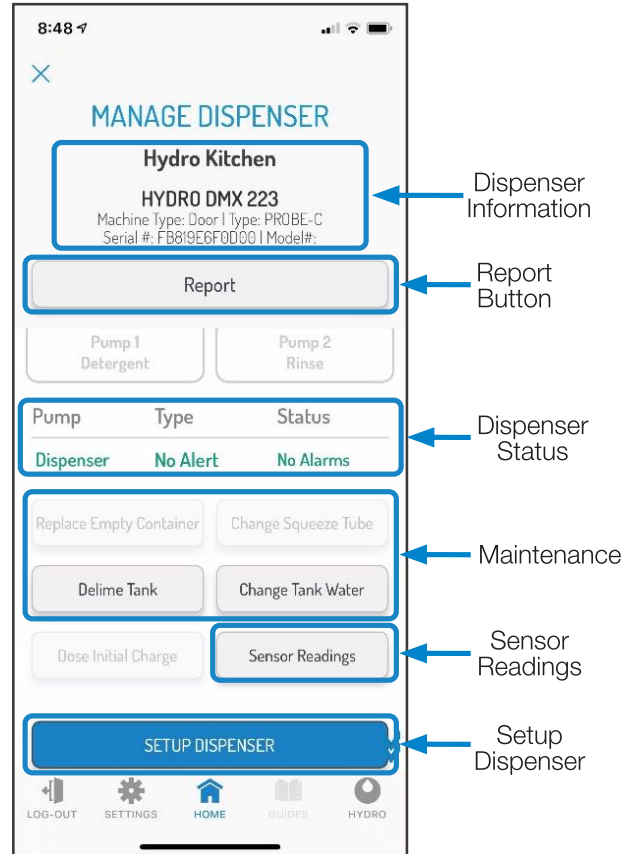 8:48
MANAGE DISPENSER
Hydro Kitchen
HYDRO DMX 223
Machine Type: Door | Type: PROBE-C
Serial #: FB819E6F0D00 | Model#:
Dispenser
Information
Report
Report
Button
Pump 1
Detergent
Pump 2
Rinse
Pump Type Status
Dispenser No Alert No Alarms
Dispenser
Status
Replace Empty Container Change Squeeze Tube
Delime Tank Change Tank Water
Maintenance
Dose Initial Charge Sensor Readings
Sensor
Readings
SETUP DISPENSER
Setup
Dispenser
LOG-OUT SETTINGS HOME GUIDES HYDRO